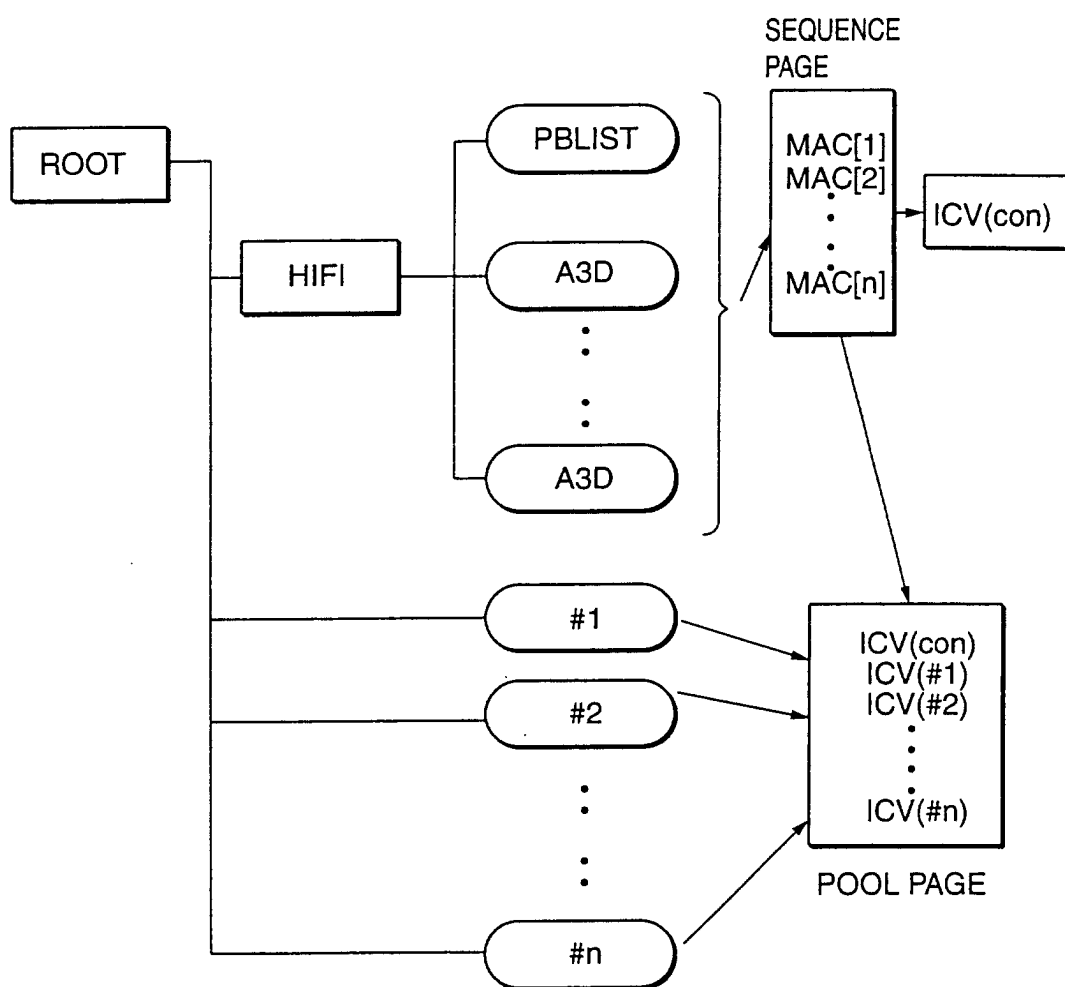 SEQUENCE
PAGE
ROOT
PBLIST
MAC[1]
MAC[2]
MAC[n]
ICV(con)
HIFI
A3D
A3D
#1
#2
#n
ICV(con)
ICV(#1)
ICV(#2)
ICV(#n)
POOL PAGE